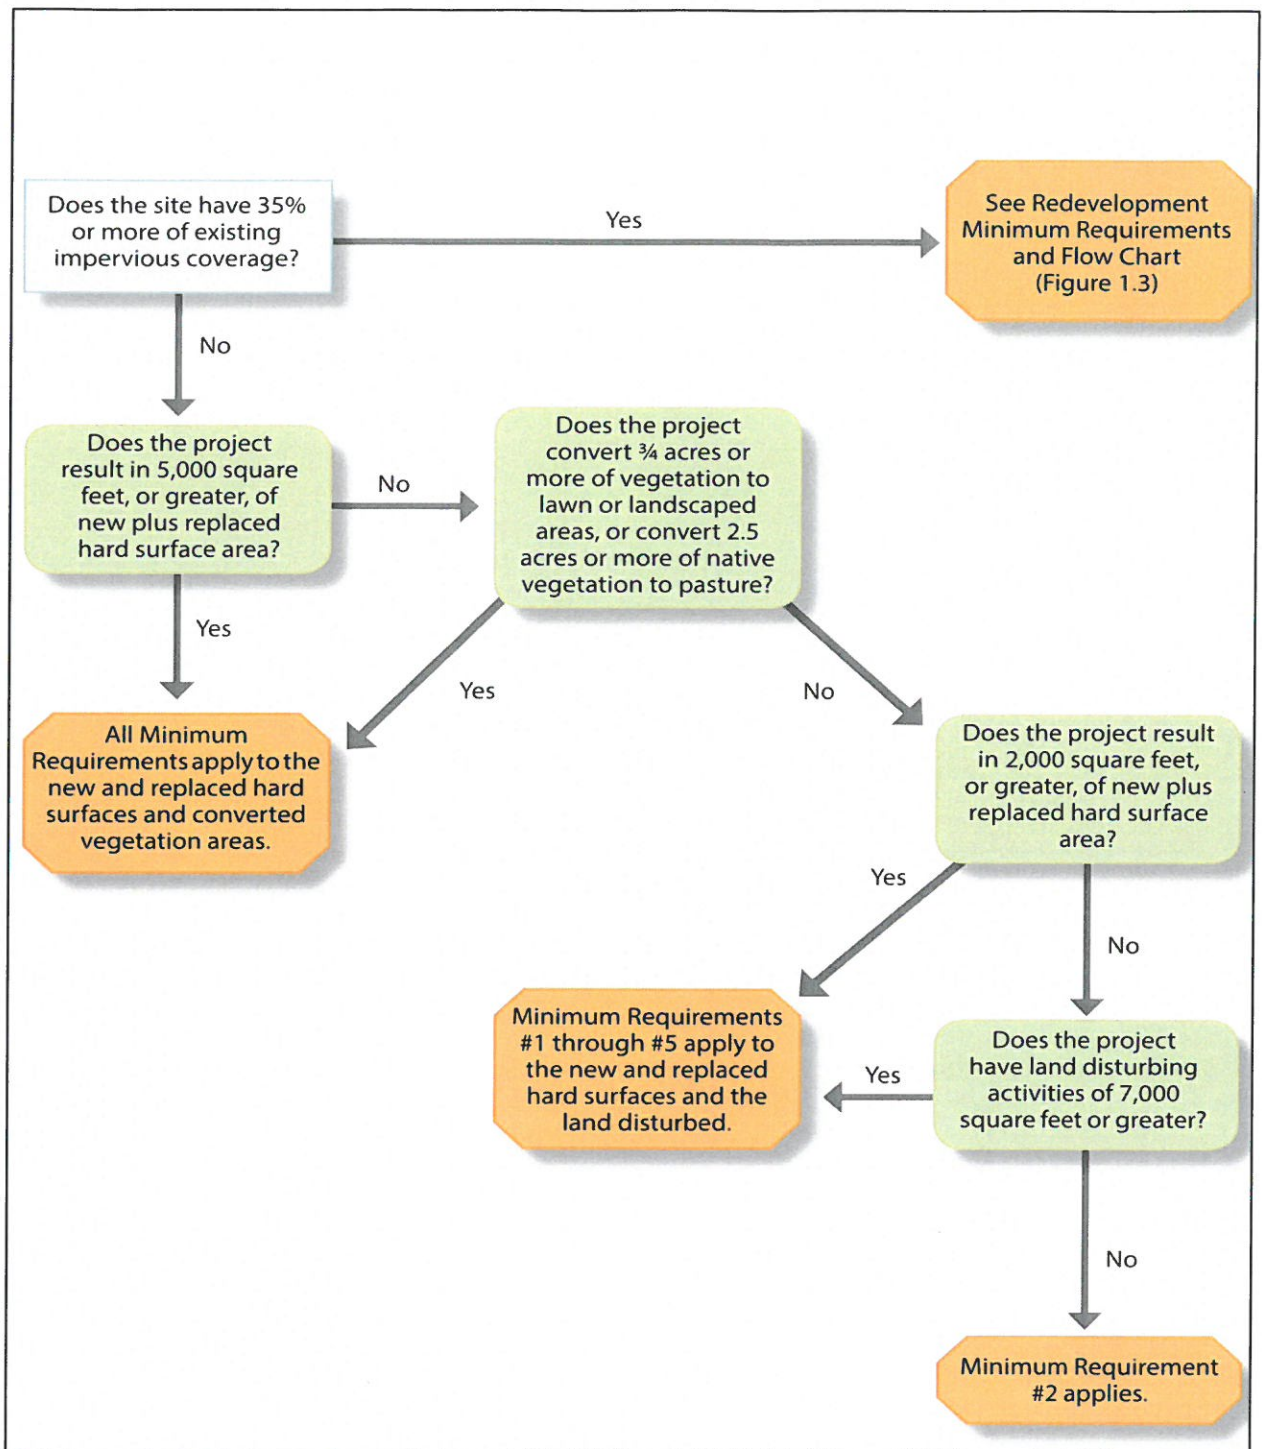 Does the site have 35%
or more of existing
impervious coverage?
Yes
See Redevelopment
Minimum Requirements
and Flow Chart
(Figure 1.3)
No
Does the project
result in 5,000 square
feet, or greater, of
new plus replaced
hard surface area?
No
Does the project
convert ¾ acres or
more of vegetation to
lawn or landscaped
areas, or convert 2.5
acres or more of native
vegetation to pasture?
Yes
Yes
No
All Minimum
Requirements apply to the
new and replaced hard
surfaces and converted
vegetation areas.
Does the project result
in 2,000 square feet,
or greater, of new plus
replaced hard surface
area?
Yes
No
Minimum Requirements
#1 through #5 apply to
the new and replaced
hard surfaces and the
land disturbed.
Yes
Does the project
have land disturbing
activities of 7,000
square feet or greater?
No
Minimum Requirement
#2 applies.